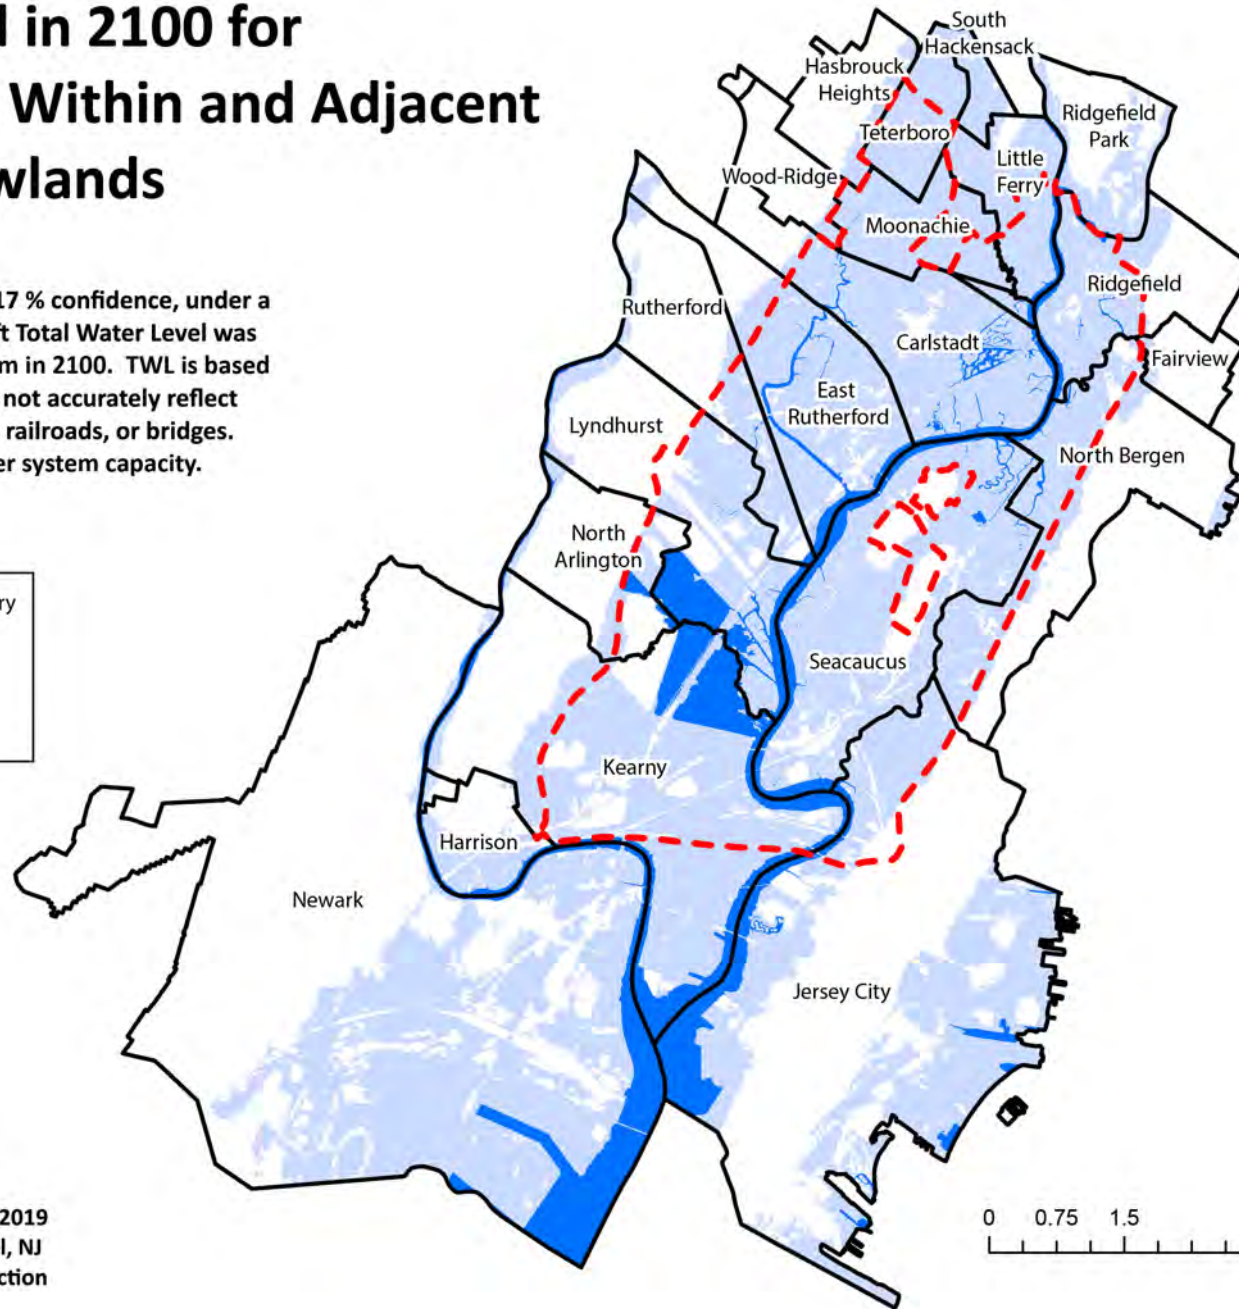 in 2100 for
Within and Adjacent
wlands
17 % confidence, under a
ft Total Water Level was
m in 2100. TWL is based
not accurately reflect
railroads, or bridges.
er system capacity.
ry
South
Hackensack
Hasbrouck
Heights
Ridgefield
Park
Teterboro
Little
Ferry
Wood-Ridge
Moonachie
Ridgefield
Rutherford
Carlstadt
Fairview
East
Rutherford
Lyndhurst
North Bergen
North
Arlington
Seacaucus
Kearny
Harrison
Newark
Jersey City
0 0.75 1.5
2019
l, NJ
ction